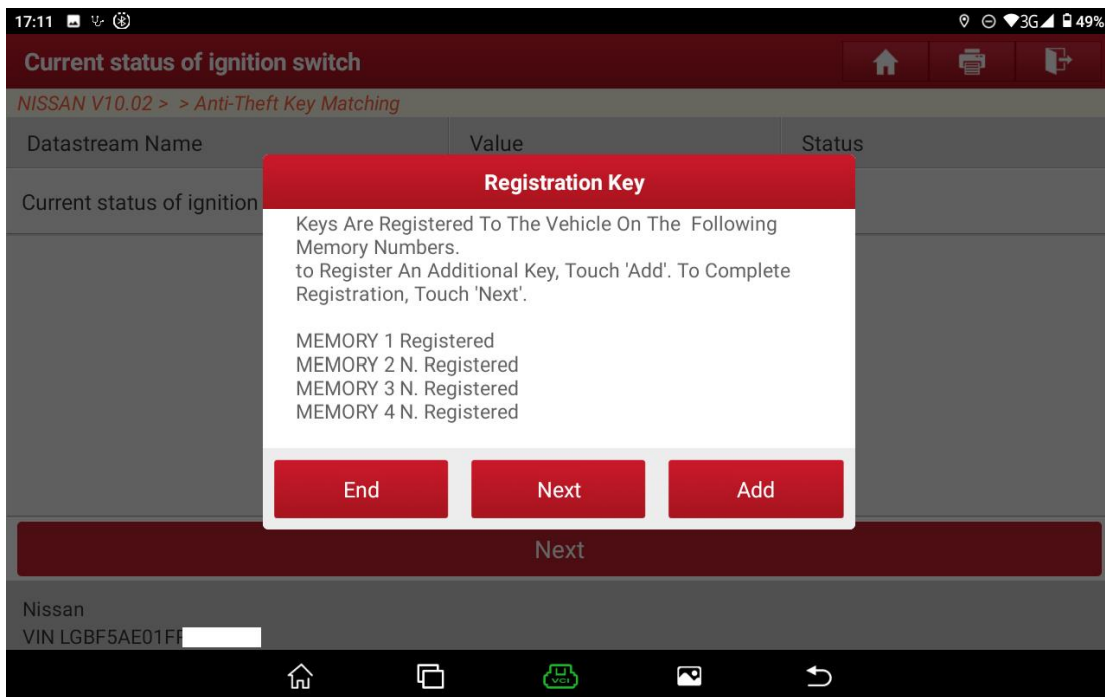 17:11
3G
49%
Current status of ignition switch
NISSAN V10.02 > > Anti-Theft Key Matching
Datastream Name Value Status
Current status of ignition
Registration Key
Keys Are Registered To The Vehicle On The Following
Memory Numbers.
to Register An Additional Key, Touch 'Add'. To Complete
Registration, Touch 'Next'.
MEMORY 1 Registered
MEMORY 2 N. Registered
MEMORY 3 N. Registered
MEMORY 4 N. Registered
End Next Add
Next
Nissan
VIN LGBF5AE01F
VCI